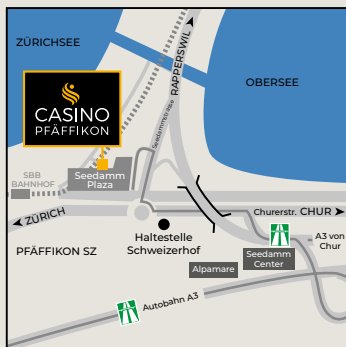 ZÜRICHSEE
RAPPERSWIL
OBERSEE
CASINO
PFÄFFIKON
Seedammstrasse
SBB
BAHNHOF
Seedamm
Plaza
ZÜRICH
Churerstr. CHUR
PFÄFFIKON SZ
Haltestelle
Schweizerhof
A3 von
Chur
Seedamm
Center
Alpamare
Autobahn A3